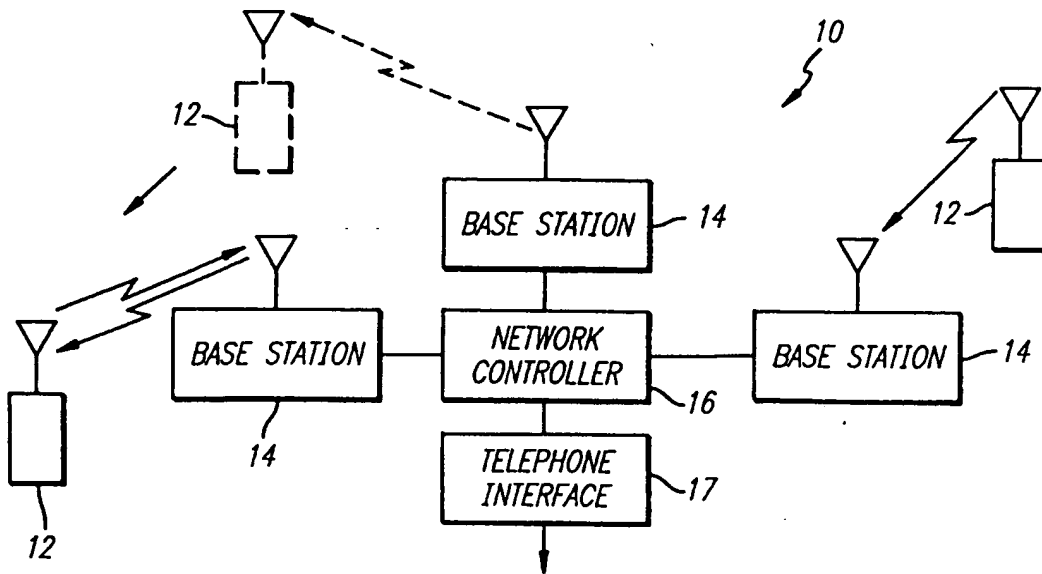 10
12
12
BASE STATION
14
BASE STATION
14
NETWORK
CONTROLLER
16
BASE STATION
14
TELEPHONE
INTERFACE
17
12